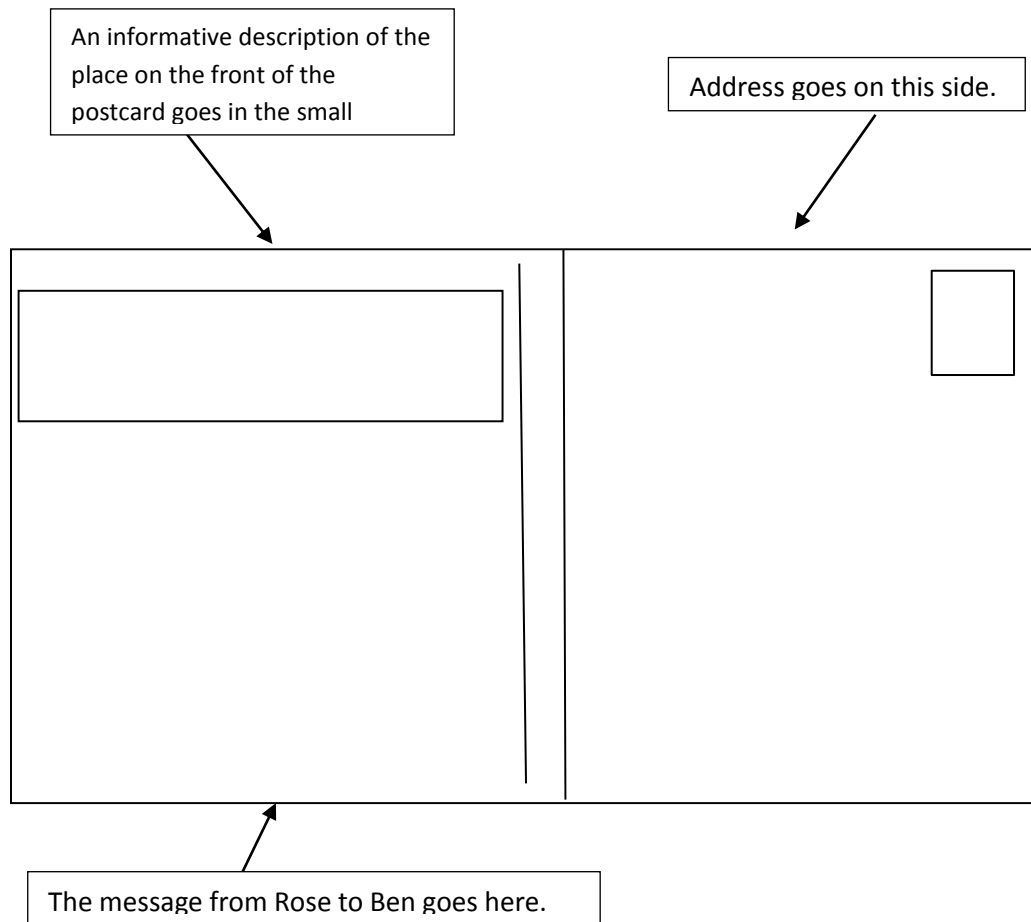 An informative description of the
place on the front of the
postcard goes in the small
Address goes on this side.
The message from Rose to Ben goes here.